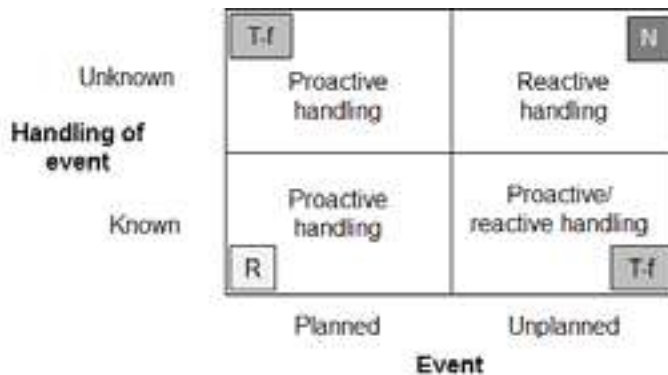 T-f
N
Unknown
Proactive
handling
Reactive
handling
Handling of
event
Known
Proactive
handling
Proactive/
reactive handling
R
T-f
Planned
Unplanned
Event